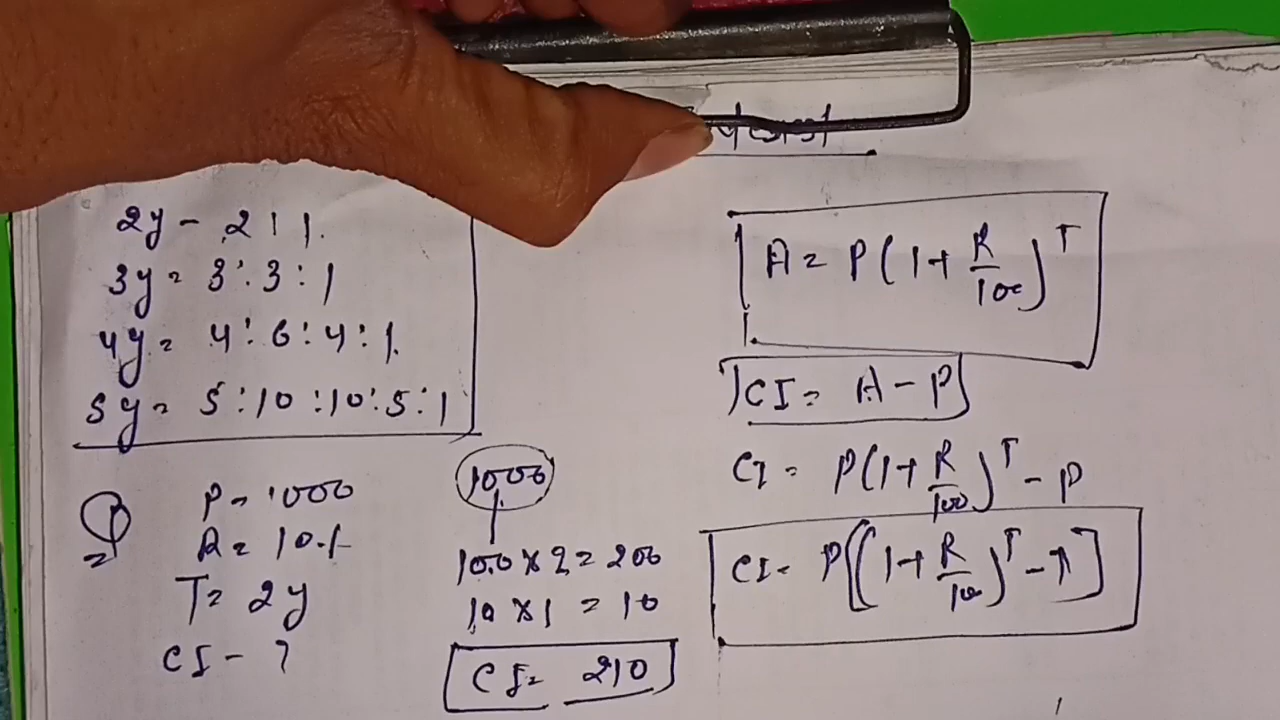 2y - 2 : 1
3y = 3 : 3 : 1
4y = 4 : 6 : 4 : 1
5y = 5 : 10 : 10 : 5 : 1
A = P(1+R/100)^T
CI = A - P
CI = P(1+R/100)^T - P
CI = P[(1+R/100)^T - 1]
Q
P = 1000
R = 10%
T = 2y
CI - ?
1000
100 x 2 = 200
10 x 1 = 10
CI = 210